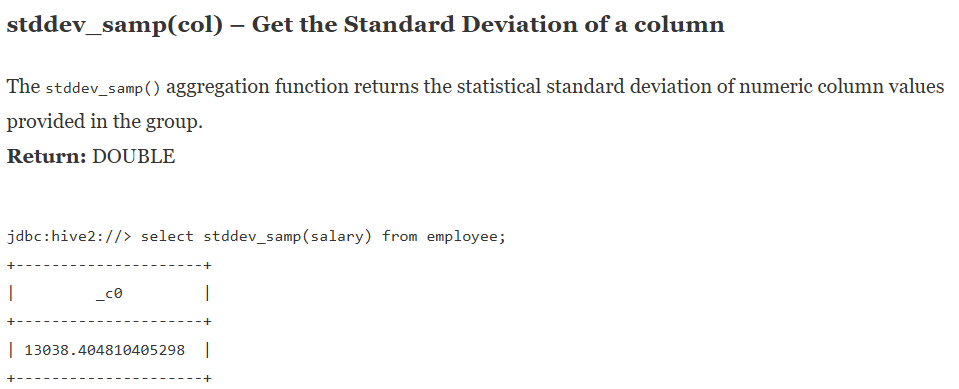 stddev_samp(col) – Get the Standard Deviation of a column
The stddev_samp() aggregation function returns the statistical standard deviation of numeric column values
provided in the group.
Return: DOUBLE
jdbc:hive2://> select stddev_samp(salary) from employee;
+---------------------+
|         _c0         |
+---------------------+
| 13038.404810405298  |
+---------------------+